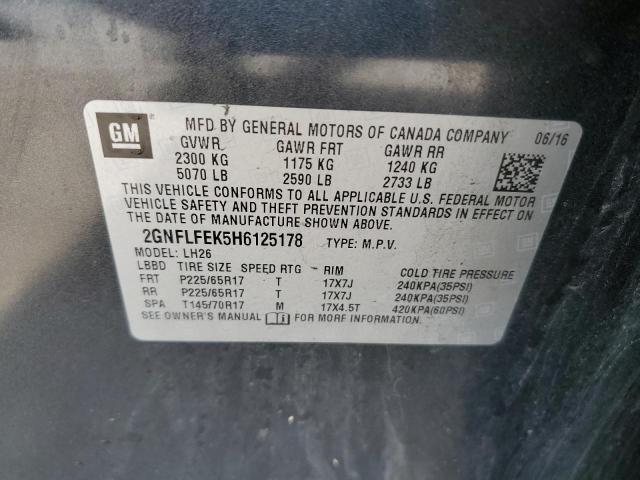 GM
MFD BY GENERAL MOTORS OF CANADA COMPANY 06/16
GVWR GAWR FRT GAWR RR
2300 KG 1175 KG 1240 KG
5070 LB 2590 LB 2733 LB
THIS VEHICLE CONFORMS TO ALL APPLICABLE U.S. FEDERAL MOTOR
VEHICLE SAFETY AND THEFT PREVENTION STANDARDS IN EFFECT ON
THE DATE OF MANUFACTURE SHOWN ABOVE.
2GNFLFEK5H6125178 TYPE: M.P.V.
MODEL: LH26
LBBD TIRE SIZE SPEED RTG RIM COLD TIRE PRESSURE
FRT P225/65R17 T 17X7J 240KPA(35PSI)
RR P225/65R17 T 17X7J 240KPA(35PSI)
SPA T145/70R17 M 17X4.5T 420KPA(60PSI)
SEE OWNER'S MANUAL FOR MORE INFORMATION.